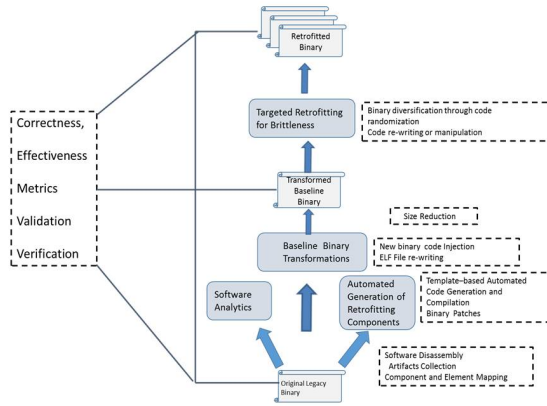 Retrofitted
Binary
Targeted Retrofitting
for Brittleness
Binary diversification through code
randomization
Code re-writing or manipulation
Correctness,
Effectiveness
Metrics
Validation
Verification
Transformed
Baseline
Binary
Size Reduction
Baseline Binary
Transformations
New binary code Injection
ELF File re-writing
Software
Analytics
Automated
Generation of
Retrofitting
Components
Template–based Automated
Code Generation and
Compilation
Binary Patches
Software Disassembly
Artifacts Collection
Component and Element Mapping
Original Legacy
Binary